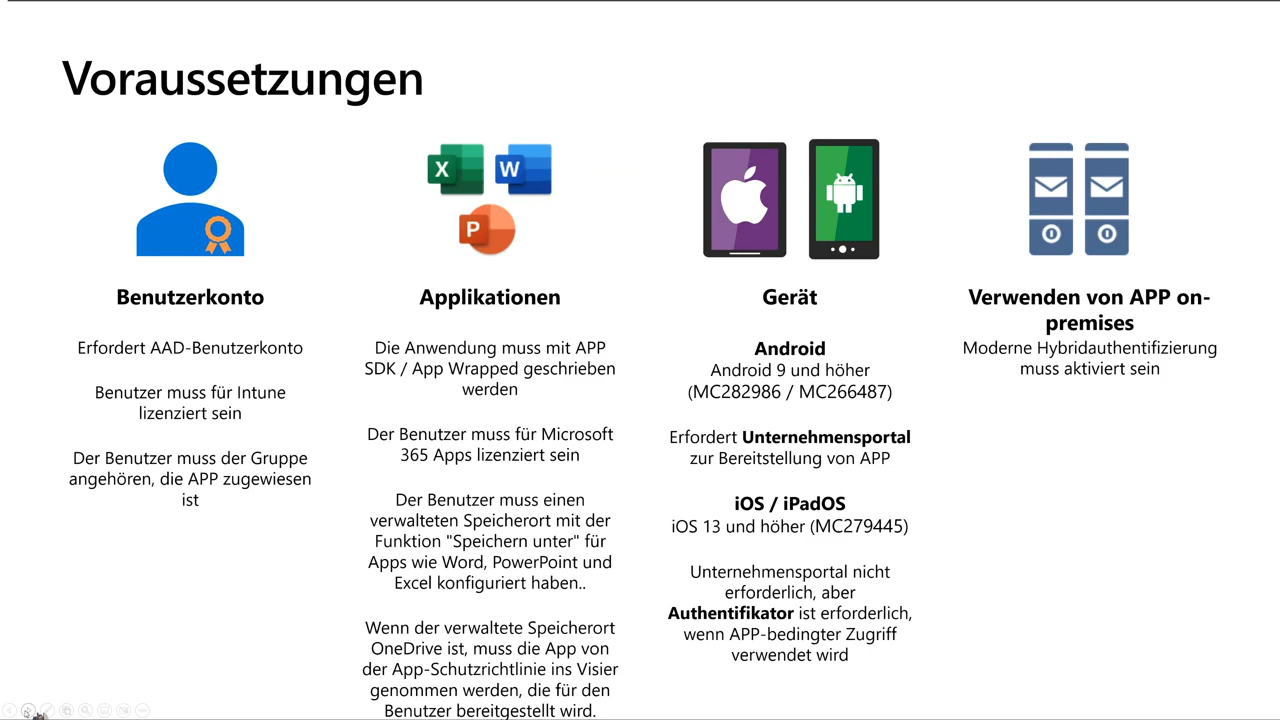 Voraussetzungen
X
W
P
Benutzerkonto
Erfordert AAD-Benutzerkonto
Benutzer muss für Intune
lizenziert sein
Der Benutzer muss der Gruppe
angehören, die APP zugewiesen
ist
Applikationen
Die Anwendung muss mit APP
SDK / App Wrapped geschrieben
werden
Der Benutzer muss für Microsoft
365 Apps lizenziert sein
Der Benutzer muss einen
verwalteten Speicherort mit der
Funktion "Speichern unter" für
Apps wie Word, PowerPoint und
Excel konfiguriert haben..
Wenn der verwaltete Speicherort
OneDrive ist, muss die App von
der App-Schutzrichtlinie ins Visier
genommen werden, die für den
Benutzer bereitgestellt wird.
Gerät
Android
Android 9 und höher
(MC282986 / MC266487)
Erfordert Unternehmensportal
zur Bereitstellung von APP
iOS / iPadOS
iOS 13 und höher (MC279445)
Unternehmensportal nicht
erforderlich, aber
Authentifikator ist erforderlich,
wenn APP-bedingter Zugriff
verwendet wird
Verwenden von APP on-
premises
Moderne Hybridauthentifizierung
muss aktiviert sein